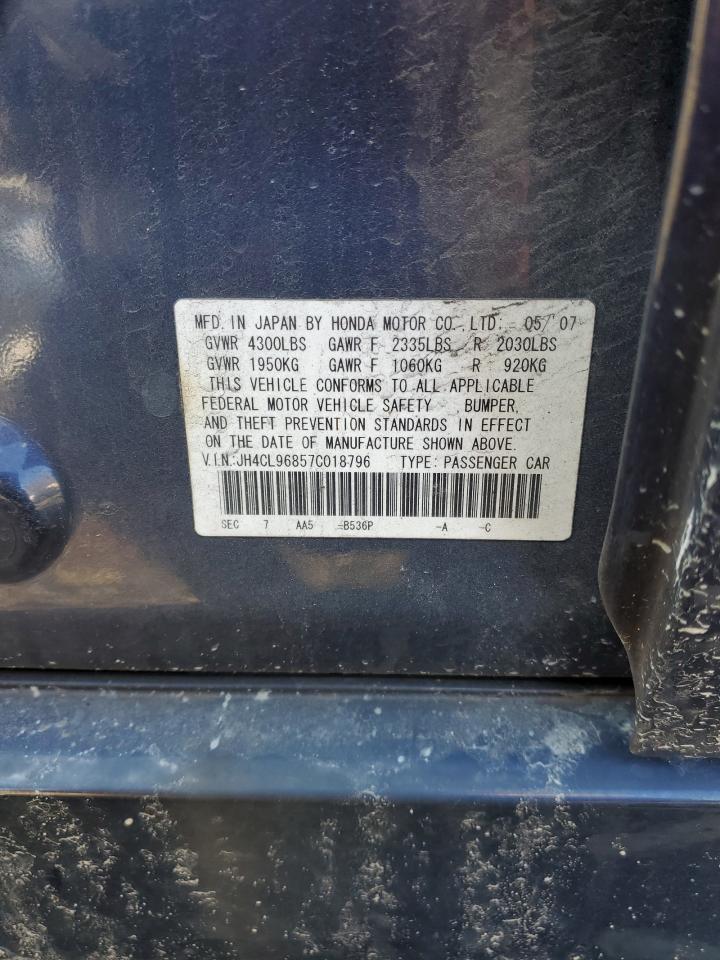 MFD. IN JAPAN BY HONDA MOTOR CO., LTD: 05/07
GVWR 4300LBS GAWR F 2335LBS R 2030LBS
GVWR 1950KG GAWR F 1060KG R 920KG
THIS VEHICLE CONFORMS TO ALL APPLICABLE
FEDERAL MOTOR VEHICLE SAFETY BUMPER,
AND THEFT PREVENTION STANDARDS IN EFFECT
ON THE DATE OF MANUFACTURE SHOWN ABOVE.
V.I.N:JH4CL96857C018796 TYPE: PASSENGER CAR
SEC 7 AA5 -B536P -A -C